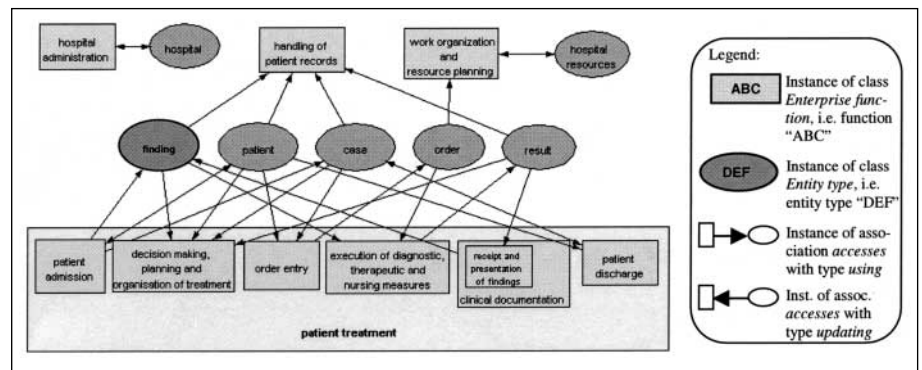 hospital
administration
hospital
handling of
patient records
work organization
and
resource planning
hospital
resources
finding
patient
case
order
result
patient
admission
decision making,
planning and
organisation of treatment
order entry
execution of diagnostic,
therapeutic and
nursing measures
receipt and
presentation
of findings
clinical documentation
patient
discharge
patient treatment
Legend:
ABC
Instance of class
Enterprise func-
tion, i.e. function
“ABC”
DEF
Instance of class
Entity type, i.e.
entity type “DEF”
Instance of asso-
ciation accesses
with type using
Inst. of assoc.
accesses with
type updating